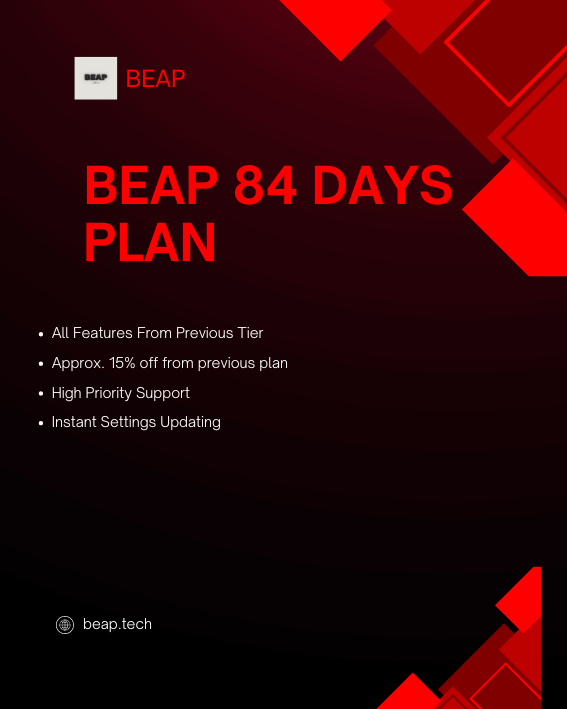 BEAP
BEAP
BEAP 84 DAYS
PLAN
All Features From Previous Tier
Approx. 15% off from previous plan
High Priority Support
Instant Settings Updating
beap.tech